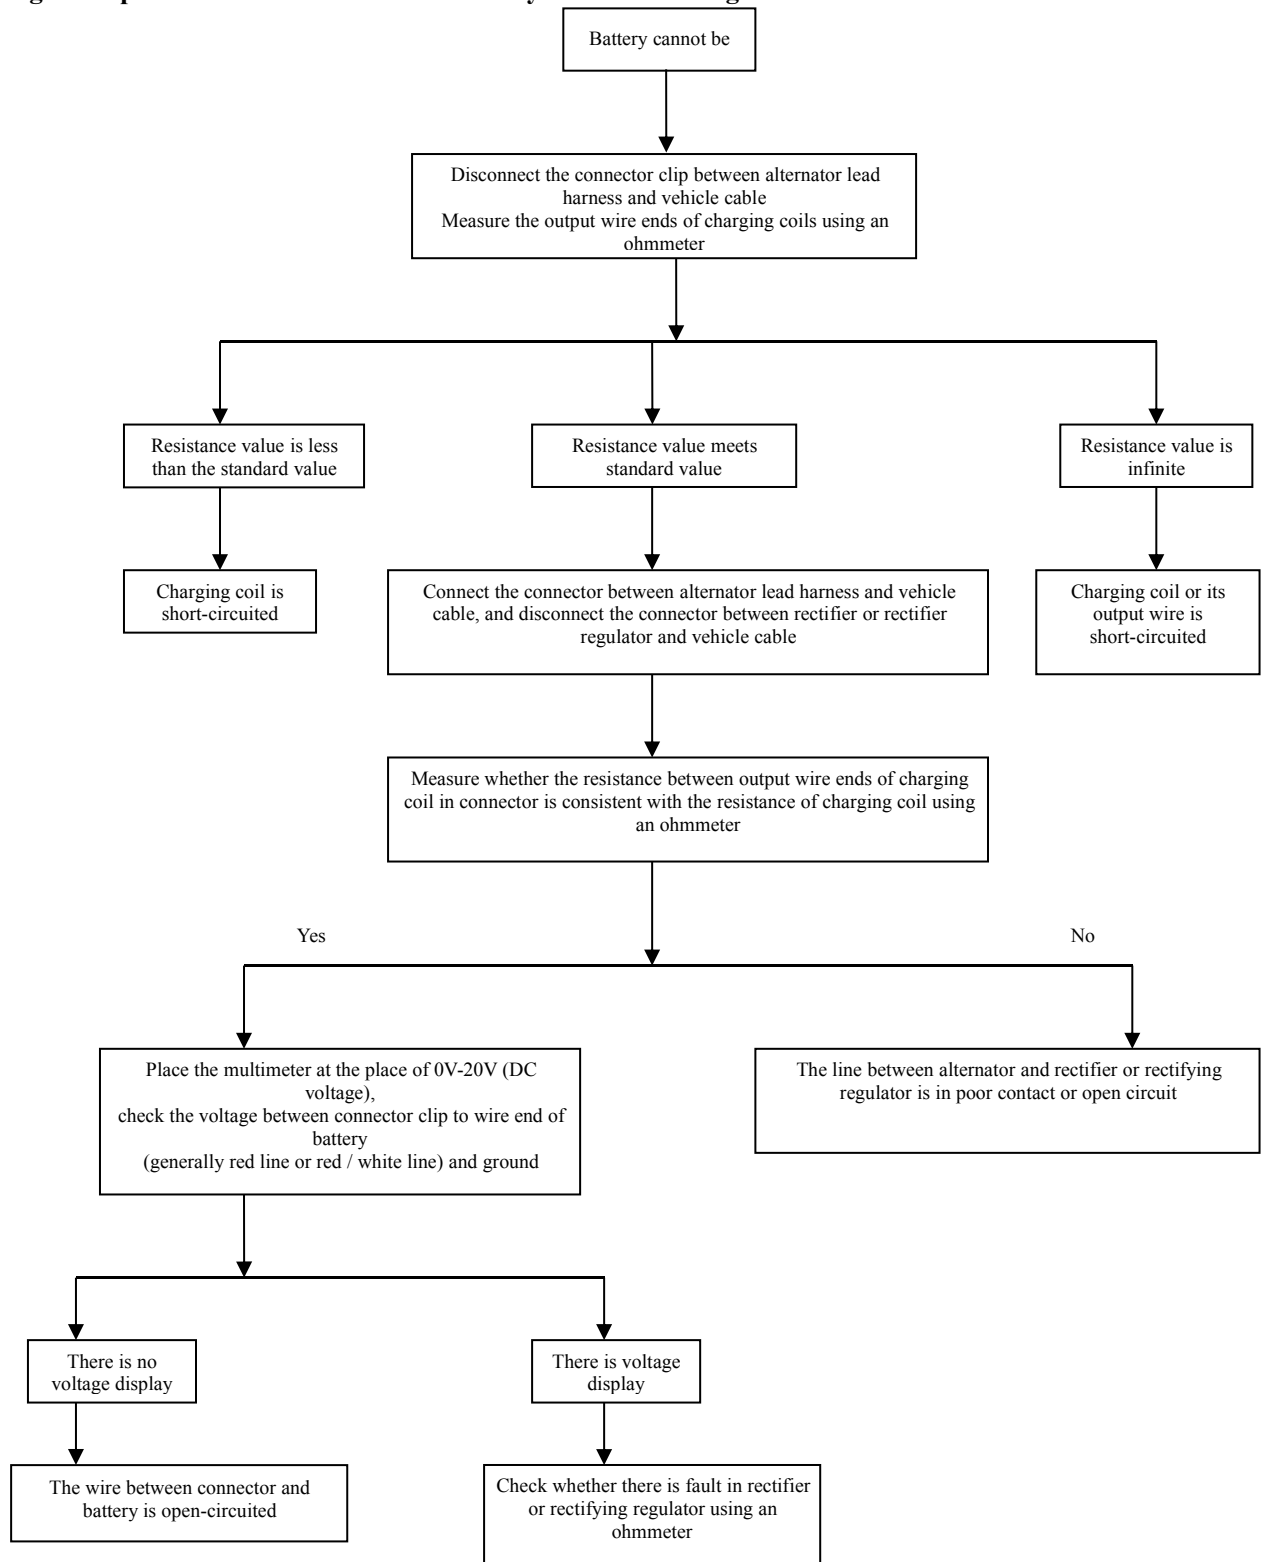 Battery cannot be
Disconnect the connector clip between alternator lead
harness and vehicle cable
Measure the output wire ends of charging coils using an
ohmmeter
Resistance value is less
than the standard value
Resistance value meets
standard value
Resistance value is
infinite
Charging coil is
short-circuited
Connect the connector between alternator lead harness and vehicle
cable, and disconnect the connector between rectifier or rectifier
regulator and vehicle cable
Charging coil or its
output wire is
short-circuited
Measure whether the resistance between output wire ends of charging
coil in connector is consistent with the resistance of charging coil using
an ohmmeter
Yes
No
Place the multimeter at the place of 0V-20V (DC
voltage),
check the voltage between connector clip to wire end of
battery
(generally red line or red / white line) and ground
The line between alternator and rectifier or rectifying
regulator is in poor contact or open circuit
There is no
voltage display
There is voltage
display
The wire between connector and
battery is open-circuited
Check whether there is fault in rectifier
or rectifying regulator using an
ohmmeter